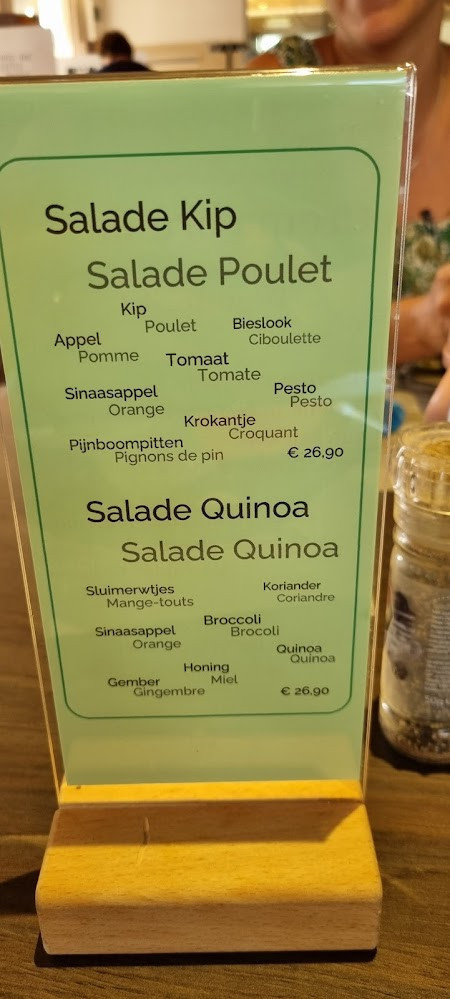 Salade Kip
Salade Poulet
Kip
Poulet
Bieslook
Ciboulette
Appel
Pomme
Tomaat
Tomate
Sinaasappel
Orange
Pesto
Pesto
Krokantje
Croquant
Pijnboompitten
Pignons de pin
€ 26,90
Salade Quinoa
Salade Quinoa
Sluimerwtjes
Mange-touts
Koriander
Coriandre
Sinaasappel
Orange
Broccoli
Brocoli
Quinoa
Quinoa
Honing
Miel
Gember
Gingembre
€ 26,90